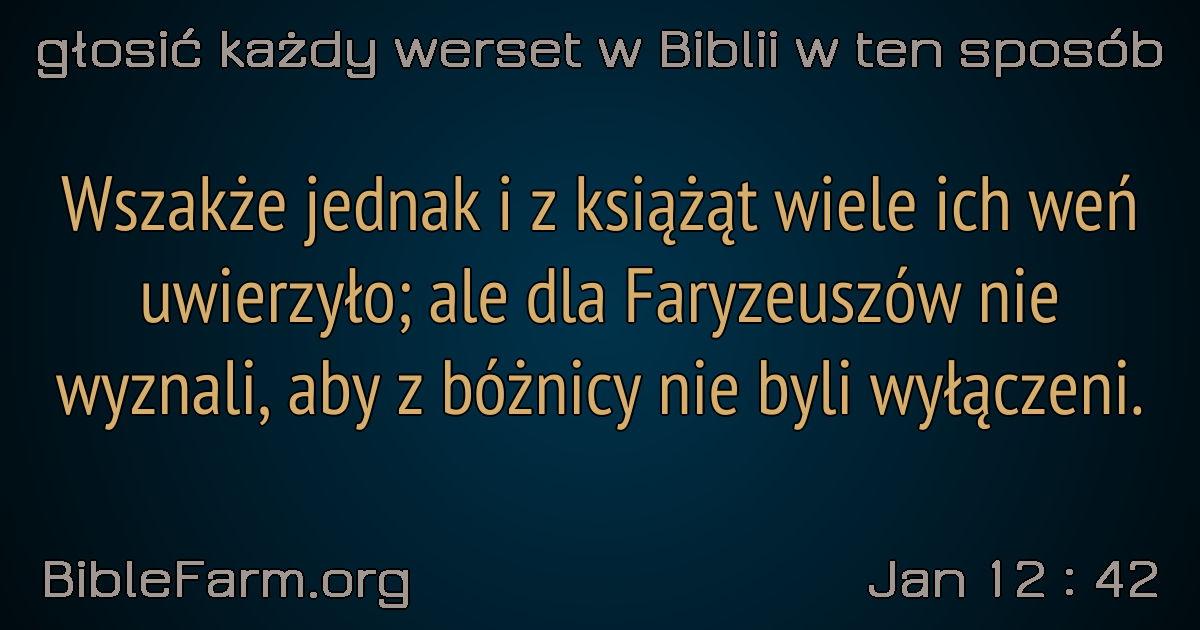 głosić każdy werset w Biblii w ten sposób
Wszakże jednak i z książąt wiele ich weń
uwierzyło; ale dla Faryzeuszów nie
wyznali, aby z bóżnicy nie byli wyłączeni.
BibleFarm.org
Jan 12 : 42